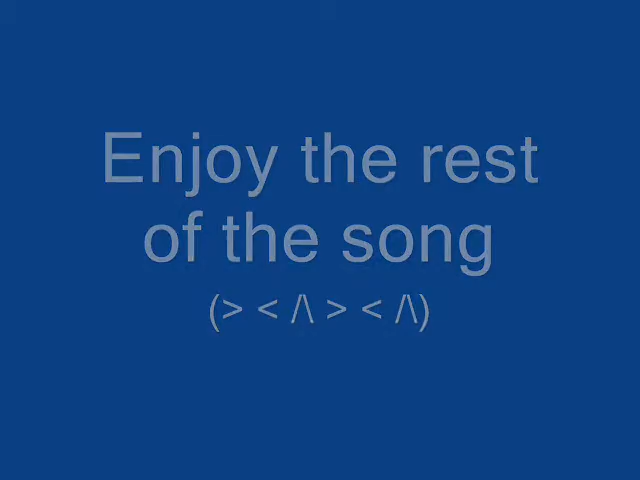 Enjoy the rest
of the song
(> < /\ > < /\)